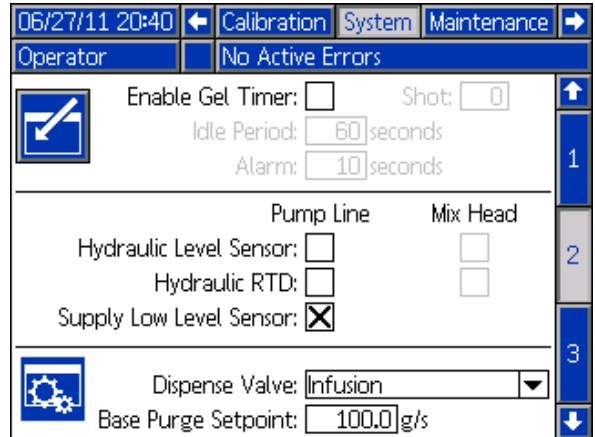 06/27/11 20:40 Calibration System Maintenance
Operator No Active Errors
Enable Gel Timer: Shot: 0
Idle Period: 60 seconds
Alarm: 10 seconds
1
Pump Line Mix Head
Hydraulic Level Sensor:
2
Hydraulic RTD:
Supply Low Level Sensor:
3
Dispense Valve: Infusion
Base Purge Setpoint: 100.0 g/s